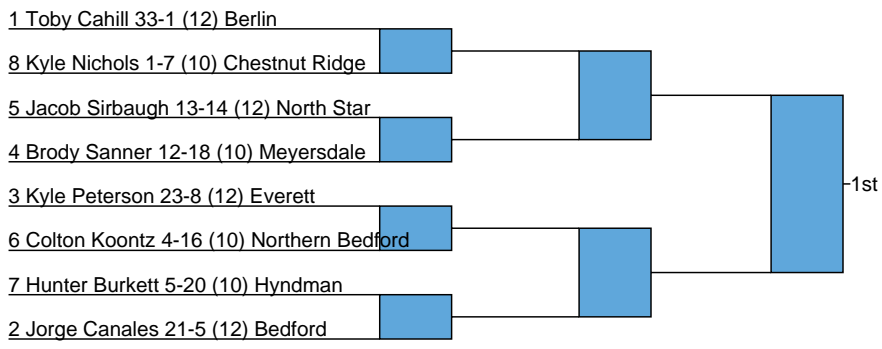 1 Toby Cahill 33-1 (12) Berlin
8 Kyle Nichols 1-7 (10) Chestnut Ridge
5 Jacob Sirbaugh 13-14 (12) North Star
4 Brody Sanner 12-18 (10) Meyersdale
3 Kyle Peterson 23-8 (12) Everett
1st
6 Colton Koontz 4-16 (10) Northern Bedford
7 Hunter Burkett 5-20 (10) Hyndman
2 Jorge Canales 21-5 (12) Bedford